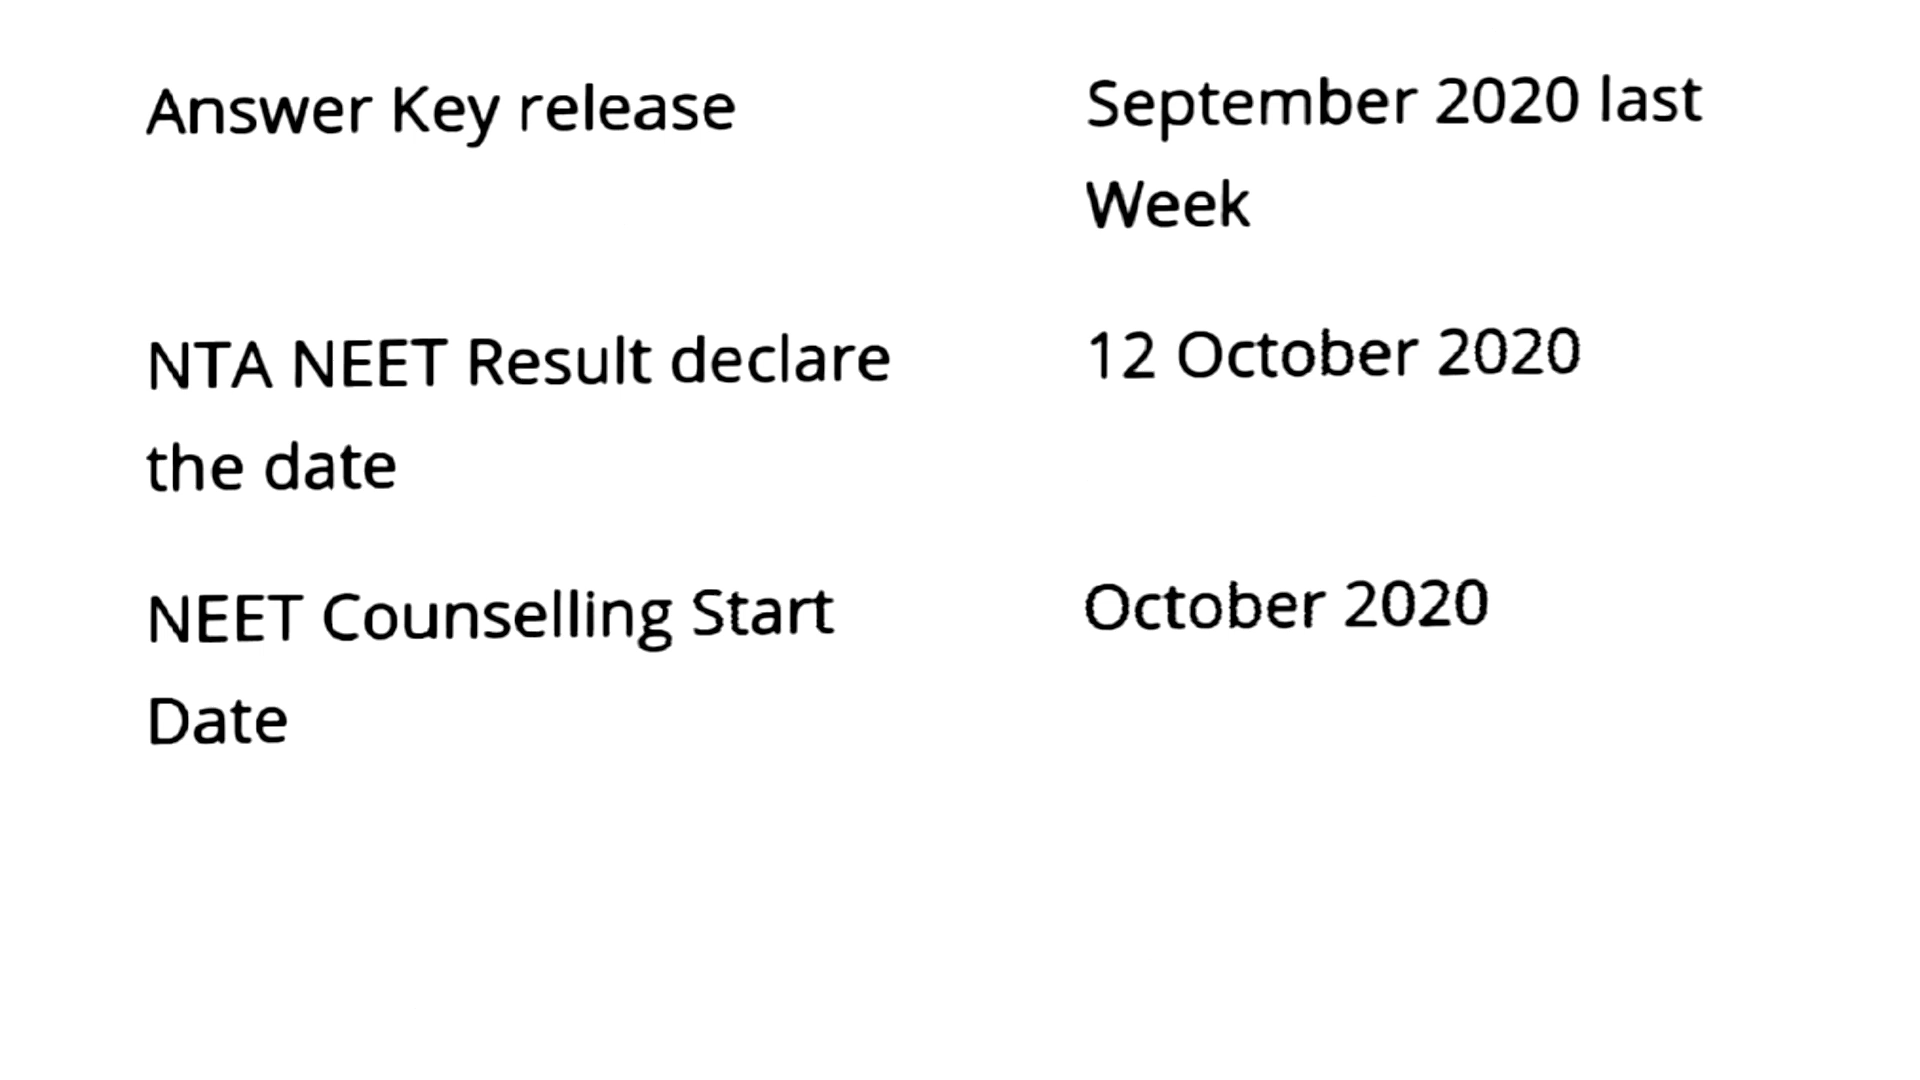 Answer Key release
September 2020 last
Week
NTA NEET Result declare
the date
12 October 2020
NEET Counselling Start
Date
October 2020